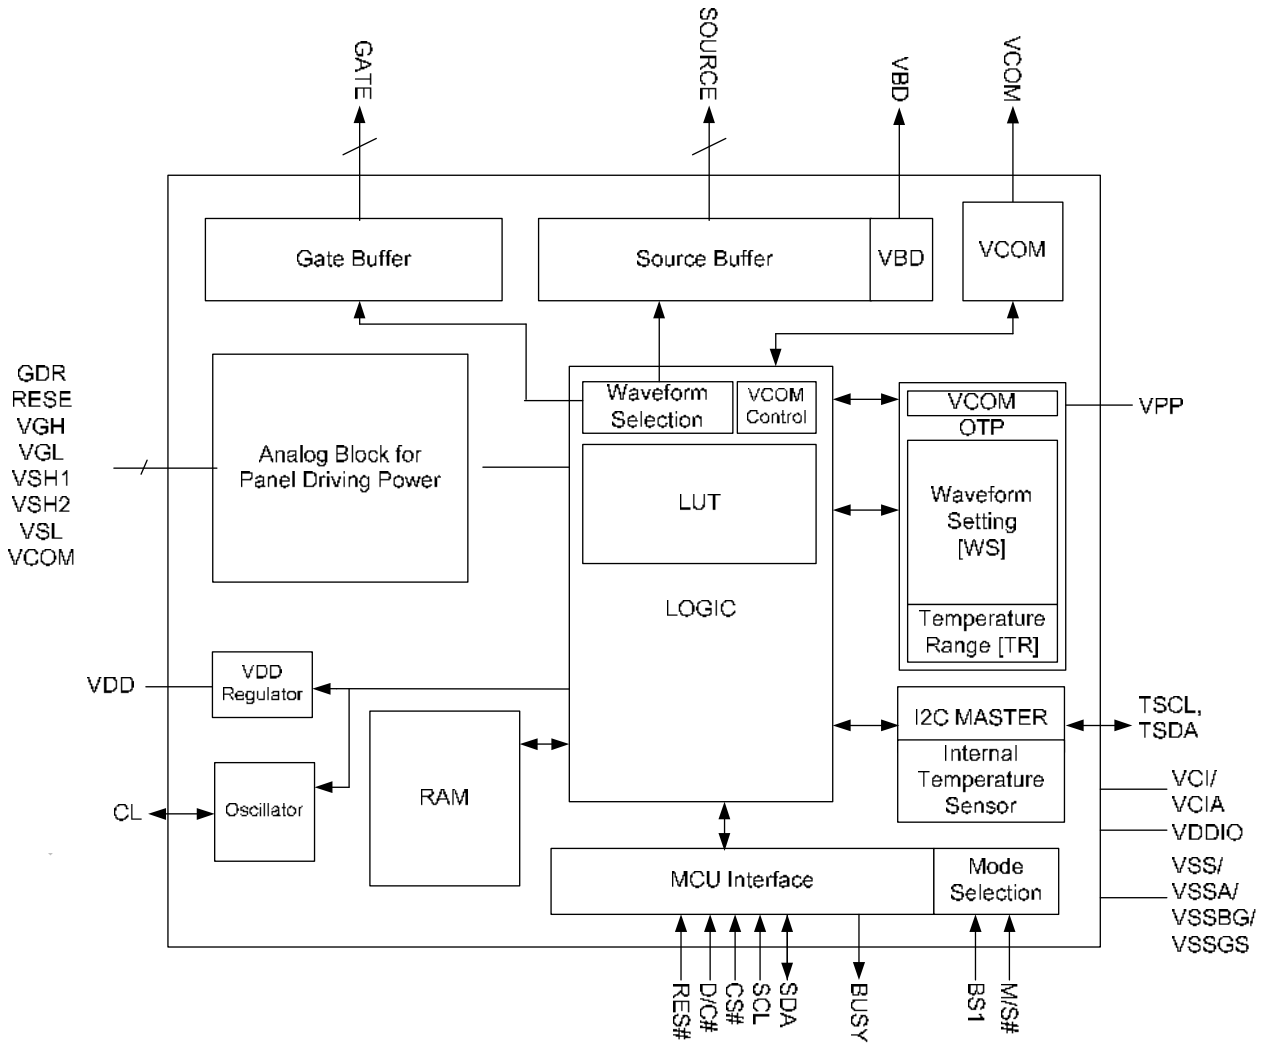 GATE
SOURCE
VBD
VCOM
Gate Buffer
Source Buffer
VBD
VCOM
GDR
RESE
VGH
VGL
VSH1
VSH2
VSL
VCOM
Analog Block for
Panel Driving Power
Waveform
Selection
VCOM
Control
LUT
LOGIC
VCOM
OTP
Waveform
Setting
[WS]
Temperature
Range [TR]
VPP
VDD
VDD
Regulator
CL
Oscillator
RAM
I2C MASTER
Internal
Temperature
Sensor
TSCL,
TSDA
VCI/
VCIA
VDDIO
VSS/
VSSA/
VSSBG/
VSSGS
MCU Interface
Mode
Selection
RES#
D/C#
CS#
SCL
SDA
BUSY
BS1
M/S#